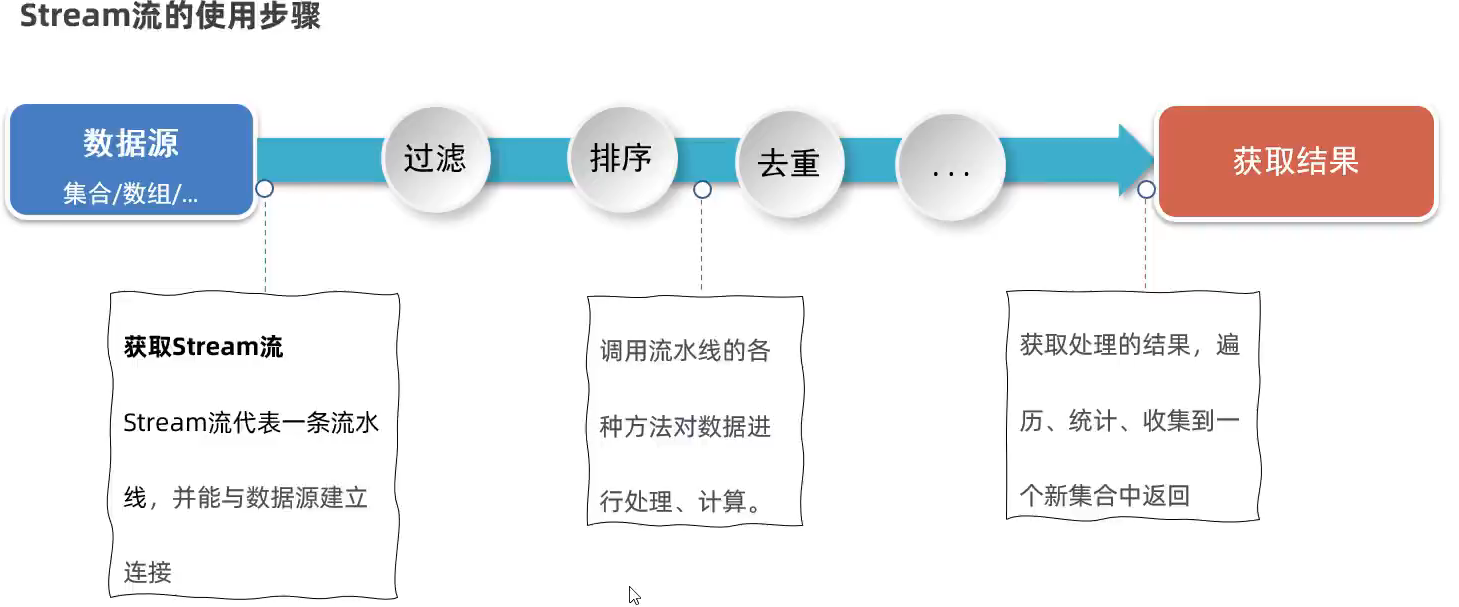 Stream流的使用步骤
数据源
集合/数组/...
过滤
排序
去重
...
获取结果
获取Stream流
Stream流代表一条流水
线，并能与数据源建立
连接
调用流水线的各
种方法对数据进
行处理、计算。
获取处理的结果，遍
历、统计、收集到一
个新集合中返回